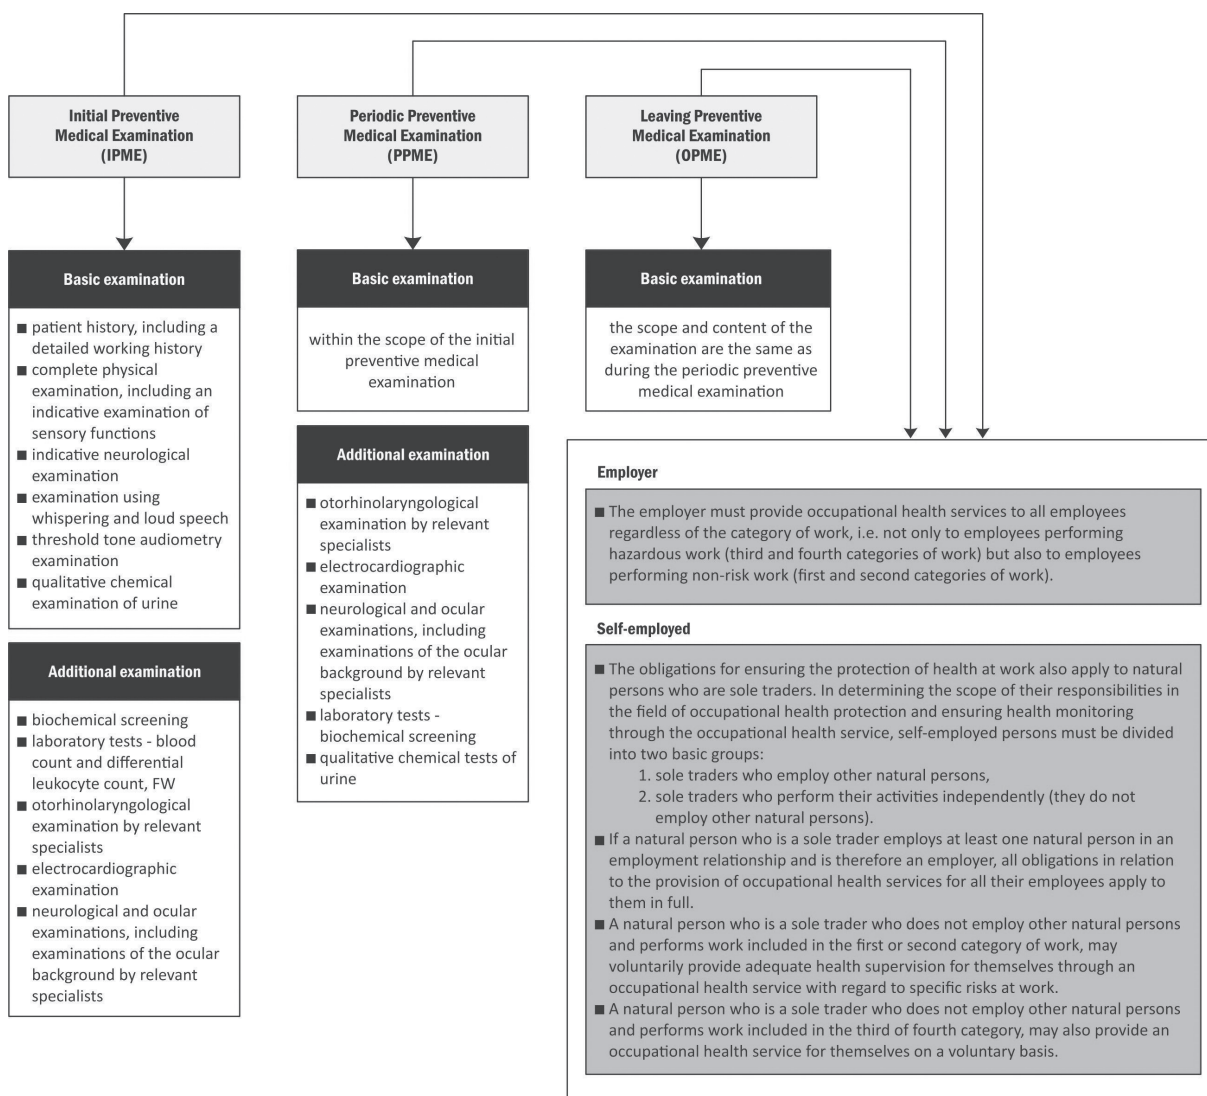 Initial Preventive
Medical Examination
(IPME)
Periodic Preventive
Medical Examination
(PPME)
Leaving Preventive
Medical Examination
(OPME)
Basic examination
■ patient history, including a
detailed working history
■ complete physical
examination, including an
indicative examination of
sensory functions
■ indicative neurological
examination
■ examination using
whispering and loud speech
■ threshold tone audiometry
examination
■ qualitative chemical
examination of urine
Additional examination
■ biochemical screening
■ laboratory tests - blood
count and differential
leukocyte count, FW
■ otorhinolaryngological
examination by relevant
specialists
■ electrocardiographic
examination
■ neurological and ocular
examinations, including
examinations of the ocular
background by relevant
specialists
Basic examination
within the scope of the initial
preventive medical
examination
Additional examination
■ otorhinolaryngological
examination by relevant
specialists
■ electrocardiographic
examination
■ neurological and ocular
examinations, including
examinations of the ocular
background by relevant
specialists
■ laboratory tests -
biochemical screening
■ qualitative chemical tests of
urine
Basic examination
the scope and content of the
examination are the same as
during the periodic preventive
medical examination
Employer
■ The employer must provide occupational health services to all employees
regardless of the category of work, i.e. not only to employees performing
hazardous work (third and fourth categories of work) but also to employees
performing non-risk work (first and second categories of work).
Self-employed
■ The obligations for ensuring the protection of health at work also apply to natural
persons who are sole traders. In determining the scope of their responsibilities in
the field of occupational health protection and ensuring health monitoring
through the occupational health service, self-employed persons must be divided
into two basic groups:
1. sole traders who employ other natural persons,
2. sole traders who perform their activities independently (they do not
employ other natural persons).
■ If a natural person who is a sole trader employs at least one natural person in an
employment relationship and is therefore an employer, all obligations in relation
to the provision of occupational health services for all their employees apply to
them in full.
■ A natural person who is a sole trader who does not employ other natural persons
and performs work included in the first or second category of work, may
voluntarily provide adequate health supervision for themselves through an
occupational health service with regard to specific risks at work.
■ A natural person who is a sole trader who does not employ other natural persons
and performs work included in the third of fourth category, may also provide an
occupational health service for themselves on a voluntary basis.